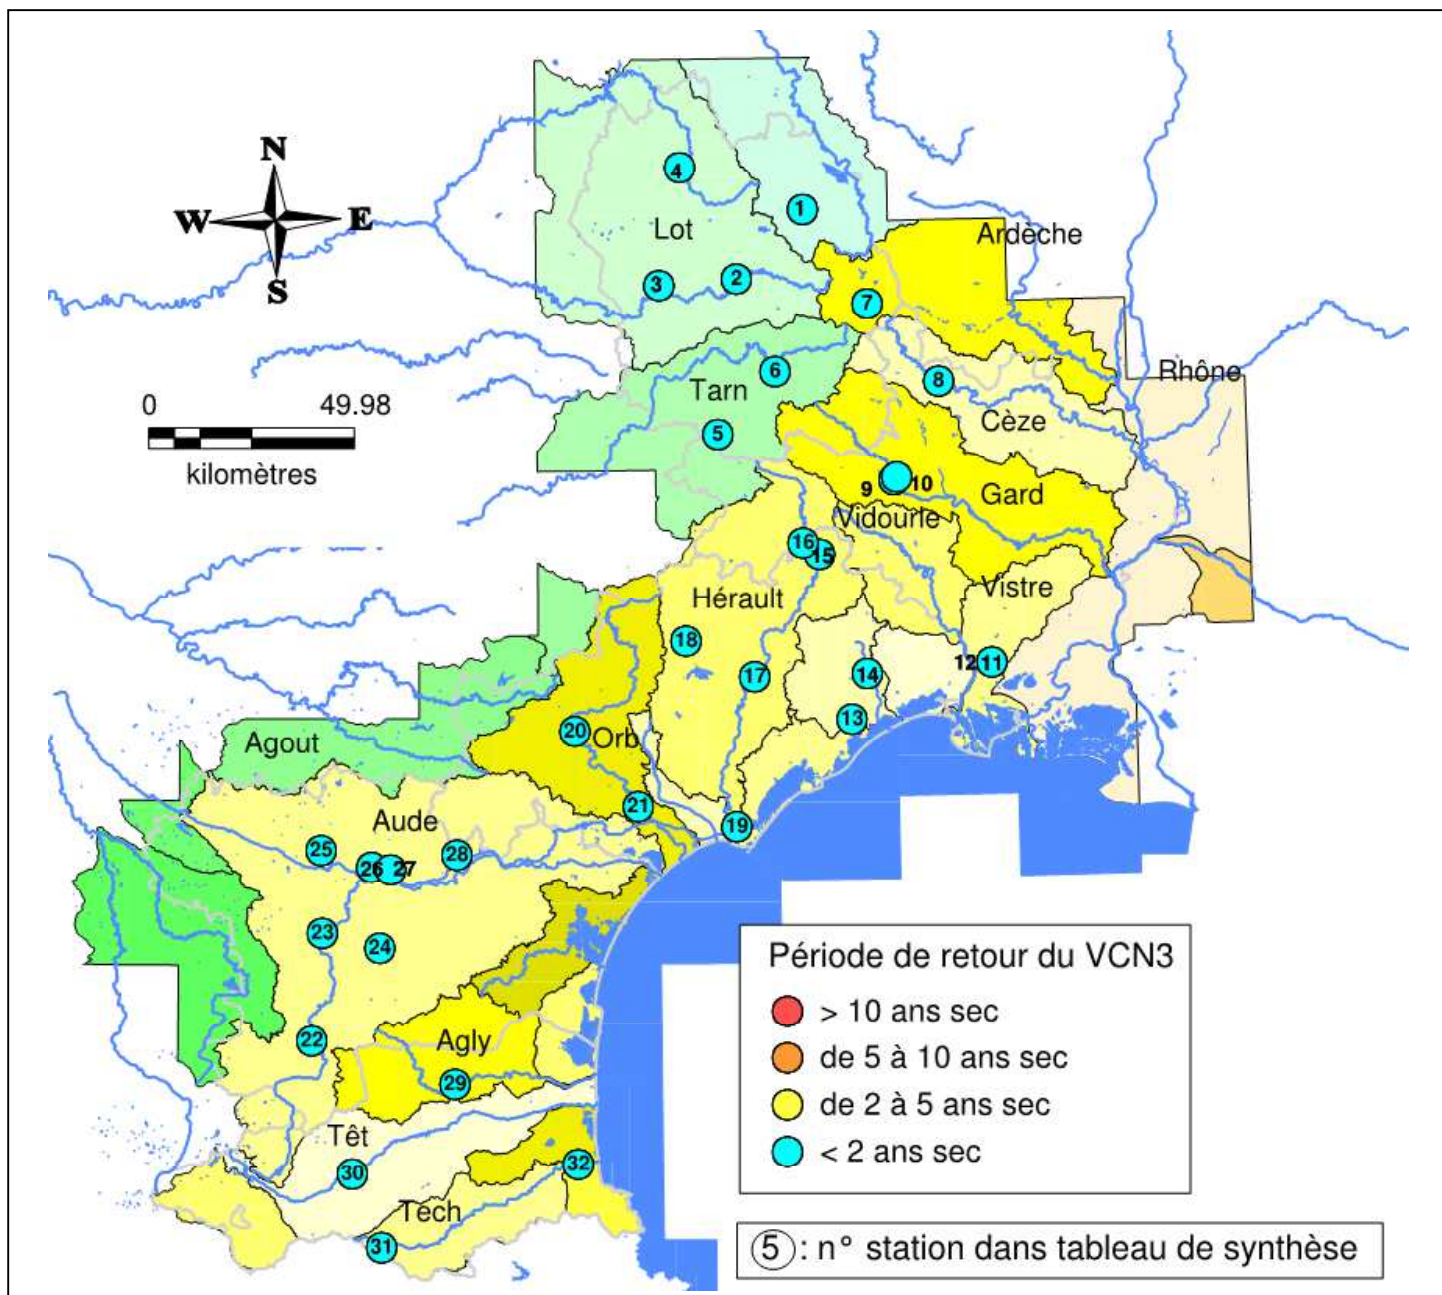 N
W E
S
0 49.98
kilomètres
4
1
Lot
Ardèche
3
2
7
Rhône
6
8
Tarn
Cèze
5
9
10
Gard
Vidourle
16
15
Vistre
Hérault
18
17
12
11
14
13
20
Orb
Agout
21
19
Aude
25
26
27
28
23
24
22
Agly
29
Têt
30
32
Tech
31
Période de retour du VCN3
> 10 ans sec
de 5 à 10 ans sec
de 2 à 5 ans sec
< 2 ans sec
5 : n° station dans tableau de synthèse